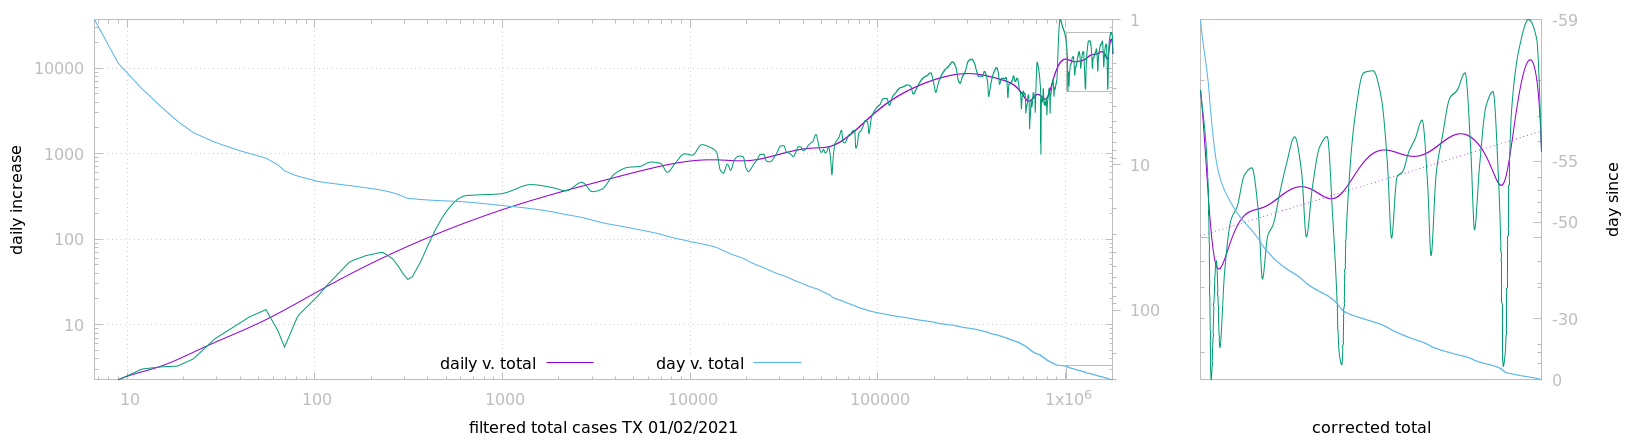 10000
1000
100
10
daily increase
10
100
1000
10000
100000
1x10⁶
filtered total cases TX 01/02/2021
daily v. total
day v. total
1
10
100
-59
-55
-50
-30
0
day since
corrected total